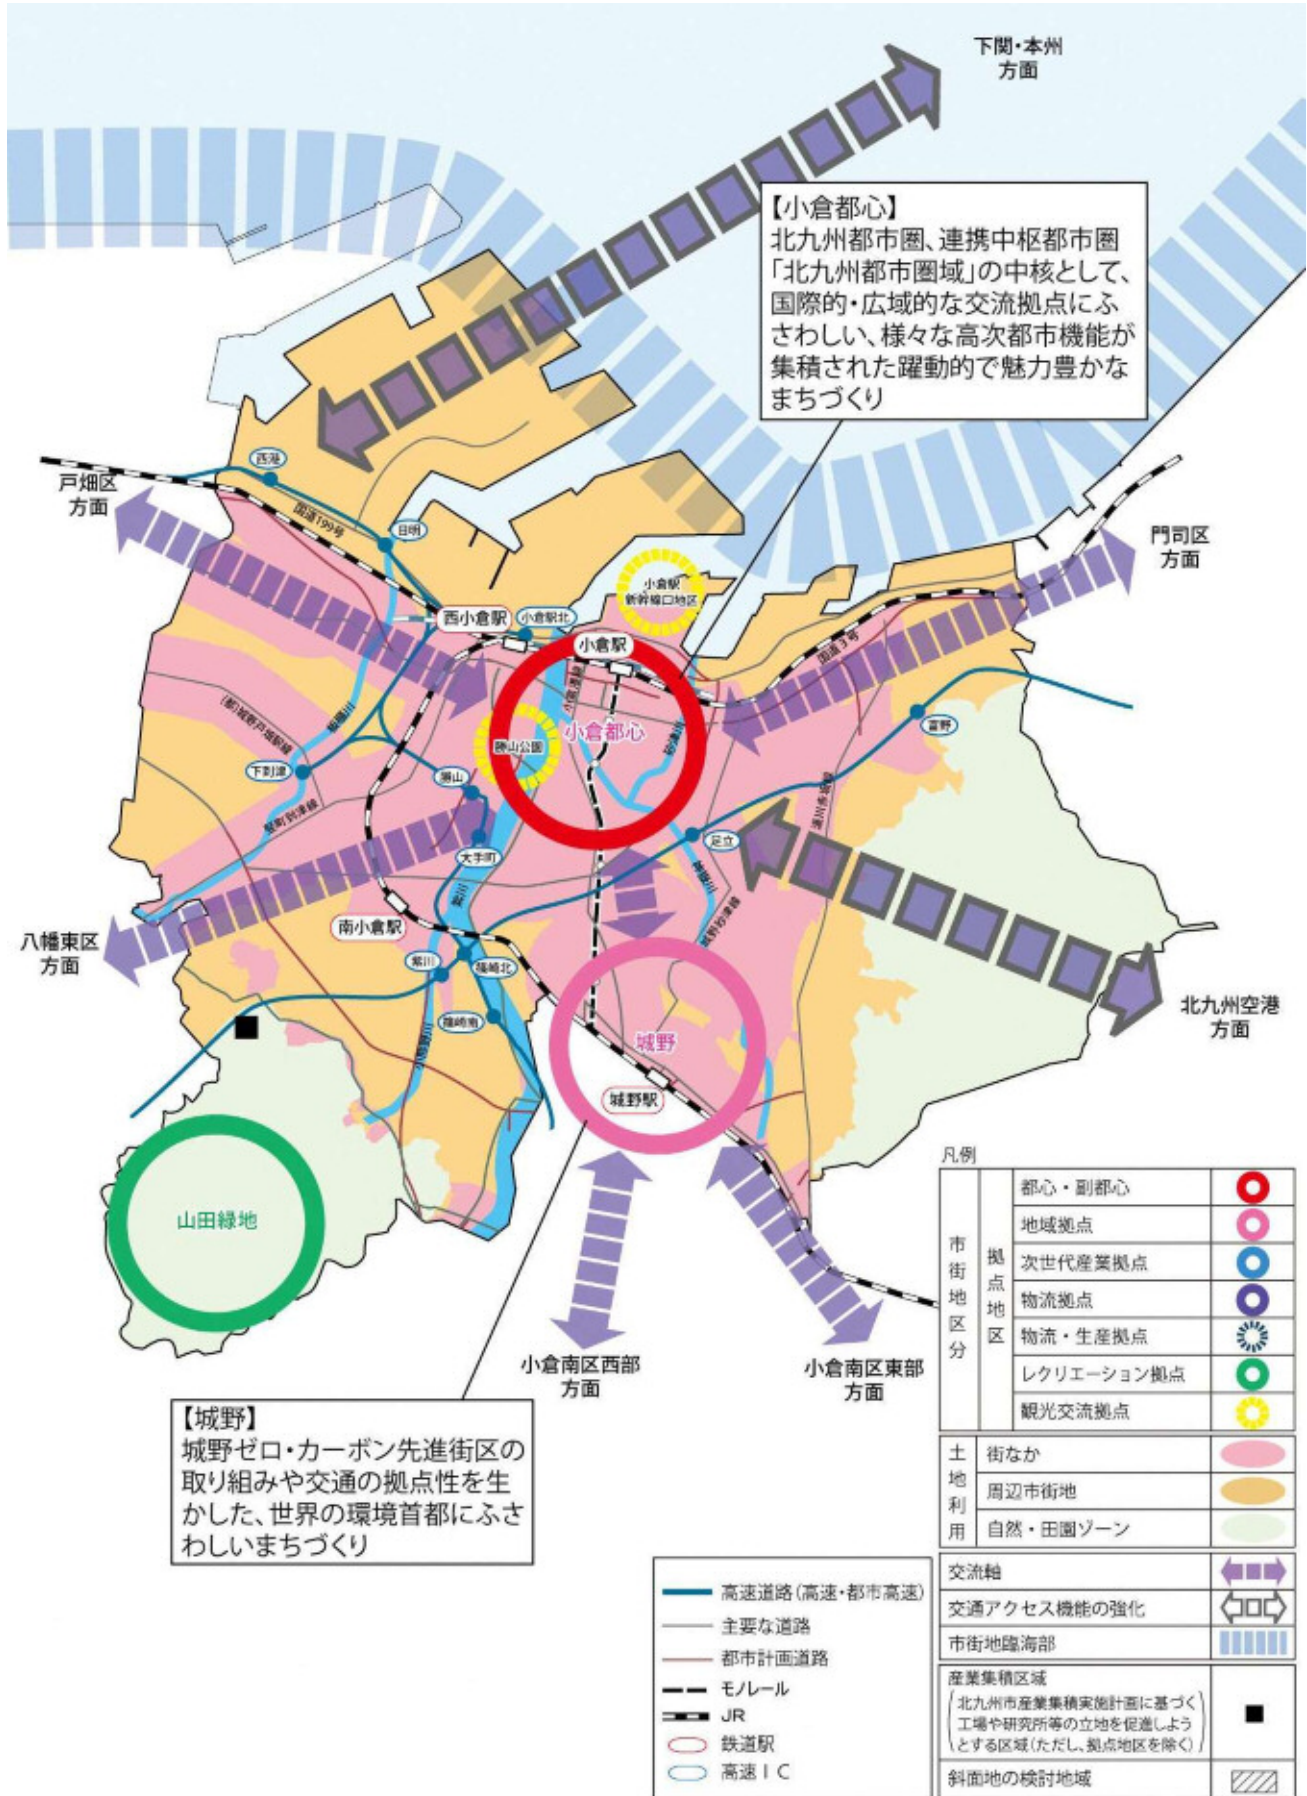 下関・本州
方面
【小倉都心】
北九州都市圏、連携中枢都市圏
「北九州都市圏域」の中核として、
国際的・広域的な交流拠点にふ
さわしい、様々な高次都市機能が
集積された躍動的で魅力豊かな
まちづくり
戸畑区
方面
西港
国道199号
日明
門司区
方面
小倉駅
新幹線口地区
西小倉駅
小倉駅北
小倉駅
国道3号
小倉都心
砂津川
勝山公園
富野
板櫃川
下到津
勝山
大手町
足立
神嶽川
紫川
城野砂津線
南小倉駅
八幡東区
方面
紫川
篠崎北
篠崎南
北九州空港
方面
城野
城野駅
山田緑地
小倉南区西部
方面
小倉南区東部
方面
【城野】
城野ゼロ・カーボン先進街区の
取り組みや交通の拠点性を生
かした、世界の環境首都にふさ
わしいまちづくり
凡例
市街地区分
拠点地区
都心・副都心
地域拠点
次世代産業拠点
物流拠点
物流・生産拠点
レクリエーション拠点
観光交流拠点
土地利用
街なか
周辺市街地
自然・田園ゾーン
交流軸
交通アクセス機能の強化
市街地臨海部
産業集積区域
(北九州市産業集積実施計画に基づく
工場や研究所等の立地を促進しよう
とする区域(ただし、拠点地区を除く))
斜面地の検討地域
高速道路(高速・都市高速)
主要な道路
都市計画道路
モノレール
JR
鉄道駅
高速IC